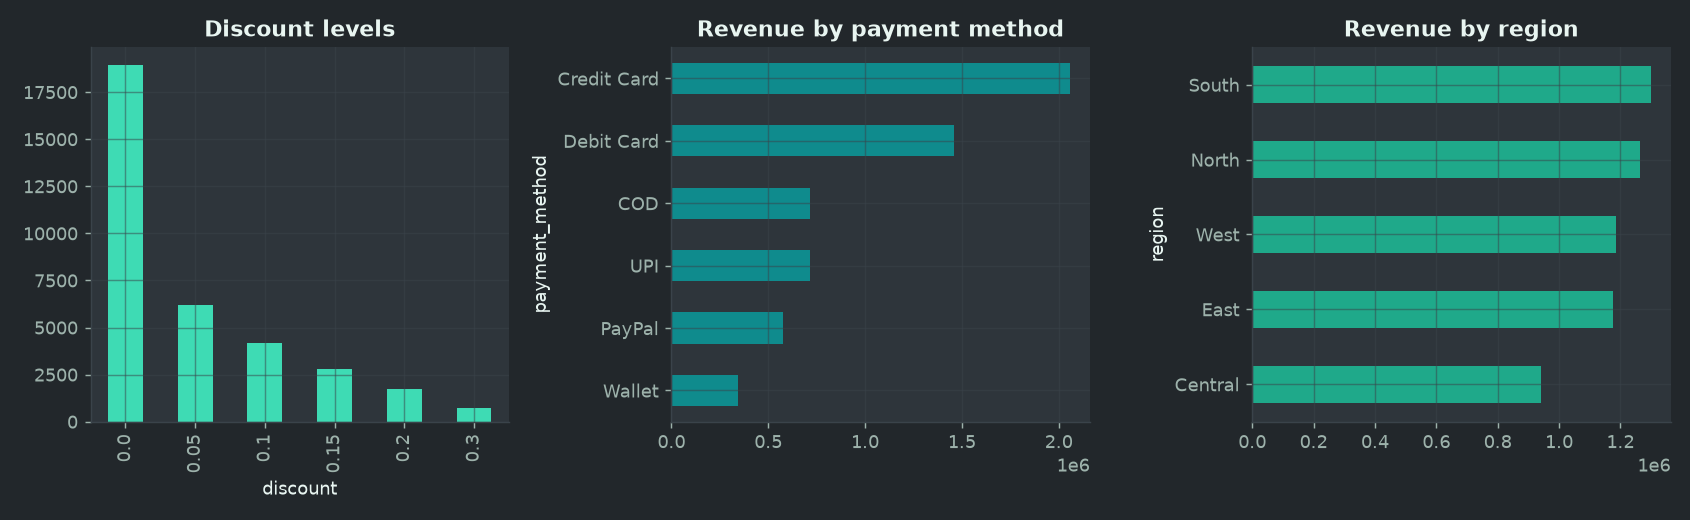 Discount levels
17500
15000
12500
10000
7500
5000
2500
0
0.0
0.05
0.1
0.15
0.2
0.3
discount
Revenue by payment method
payment_method
Credit Card
Debit Card
COD
UPI
PayPal
Wallet
0.0
0.5
1.0
1.5
2.0
1e6
Revenue by region
region
South
North
West
East
Central
0.0
0.2
0.4
0.6
0.8
1.0
1.2
1e6